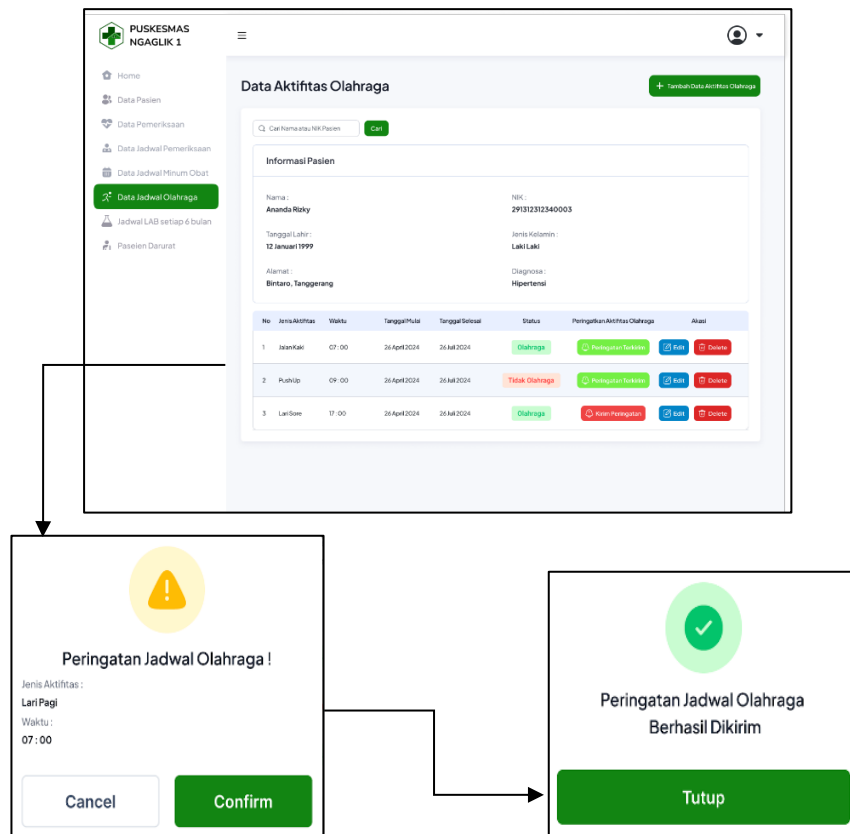 PUSKESMAS
NGAGLIK 1
Home
Data Pasien
Data Pemeriksaan
Data Jadwal Pemeriksaan
Data Jadwal Minum Obat
Data Jadwal Olahraga
Jadwal LAB setiap 6 bulan
Paseien Darurat
Data Aktifitas Olahraga
+ Tambah Data Aktifitas Olahraga
Cari Nama atau NIK Pasien Cari
Informasi Pasien
Nama : NIK :
Ananda Rizky 291312312340003
Tanggal Lahir : Jenis Kelamin :
12 Januari 1999 Laki Laki
Alamat : Diagnosa :
Bintaro, Tanggerang Hipertensi
No Jenis Aktifitas Waktu Tanggal Mulai Tanggal Selesai Status Peringatkan Aktifitas Olahraga Akasi
1 Jalan Kaki 07 : 00 26 April 2024 26 Juli 2024 Olahraga Peringatan Terkirim Edit Delete
2 Push Up 09 : 00 26 April 2024 26 Juli 2024 Tidak Olahraga Peringatan Terkirim Edit Delete
3 Lari Sore 17 : 00 26 April 2024 26 Juli 2024 Olahraga Kirim Peringatan Edit Delete
Peringatan Jadwal Olahraga !
Jenis Aktifitas :
Lari Pagi
Waktu :
07 : 00
Cancel Confirm
Peringatan Jadwal Olahraga
Berhasil Dikirim
Tutup